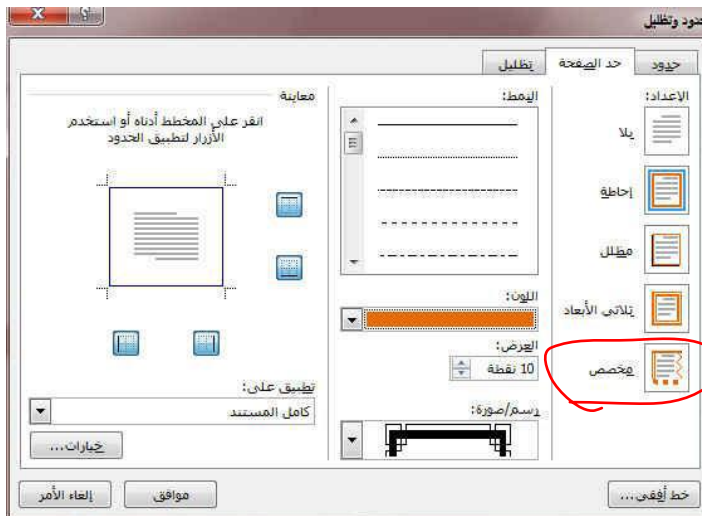 حدود وتظليل
حدود
حد الصفحة
تظليل
الإعداد:
بلا
إحاطة
مظلل
ثلاثي الأبعاد
مخصص
النمط:
اللون:
العرض:
10 نقطة
رسم/صورة:
معاينة
انقر على المخطط أدناه أو استخدم
الأزرار لتطبيق الحدود
تطبيق على:
كامل المستند
خيارات...
خط أفقي...
موافق
إلغاء الأمر